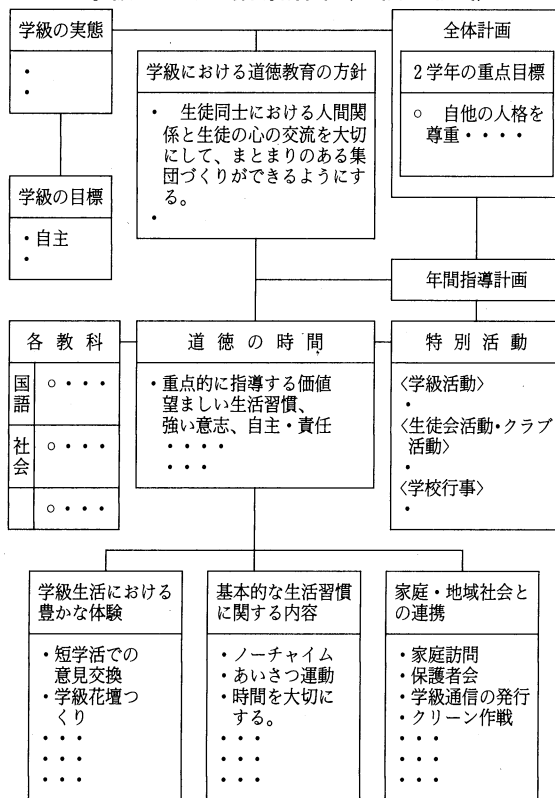 学級の実態
・
・
学級の目標
・自主
・
学級における道徳教育の方針
・ 生徒同士における人間関
係と生徒の心の交流を大切
にして、まとまりのある集
団づくりができるようにす
る。
・
全体計画
2学年の重点目標
○ 自他の人格を
尊重・・・・
年間指導計画
各教科
国語 ○・・・
社会 ○・・・
○・・・
道徳の時間
・重点的に指導する価値
望ましい生活習慣、
強い意志、自主・責任
・・・・
・・・
特別活動
〈学級活動〉
・
〈生徒会活動・クラブ
活動〉
・
〈学校行事〉
・
学級生活における
豊かな体験
・短学活での
意見交換
・学級花壇つ
くり
・・・
・・・
・・・
基本的な生活習慣
に関する内容
・ノーチャイム
・あいさつ運動
・時間を大切に
する。
・・・
・・・
・・・
家庭・地域社会と
の連携
・家庭訪問
・保護者会
・学級通信の発行
・クリーン作戦
・・・
・・・
・・・